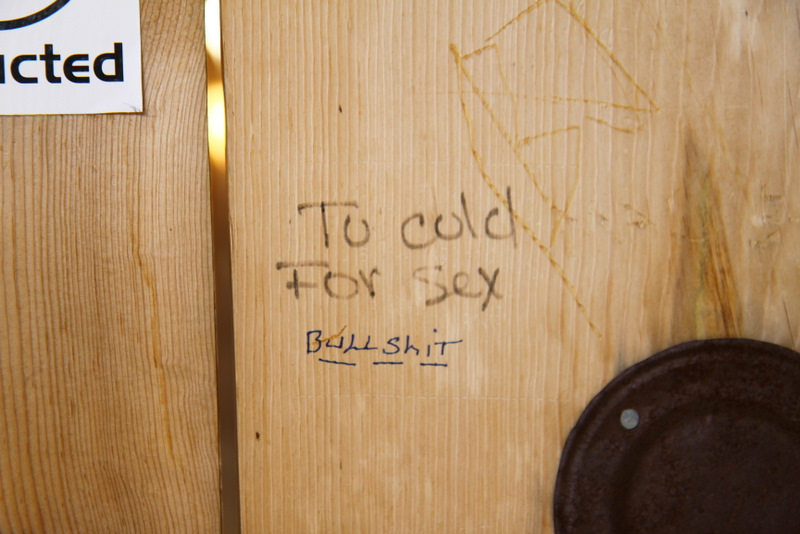 ucted
To cold
For sex
BULLShiT